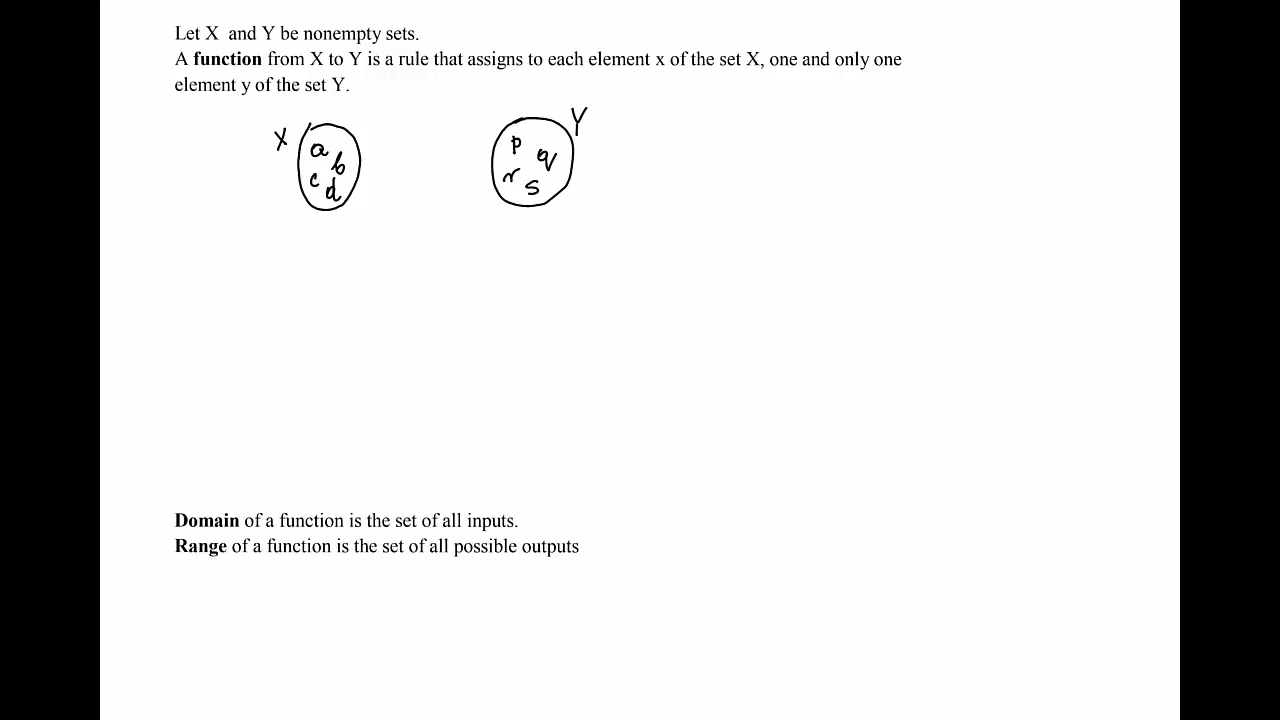 Let X and Y be nonempty sets.
A function from X to Y is a rule that assigns to each element x of the set X, one and only one
element y of the set Y.
X
a
b
c
d
Y
p
q
r
s
Domain of a function is the set of all inputs.
Range of a function is the set of all possible outputs